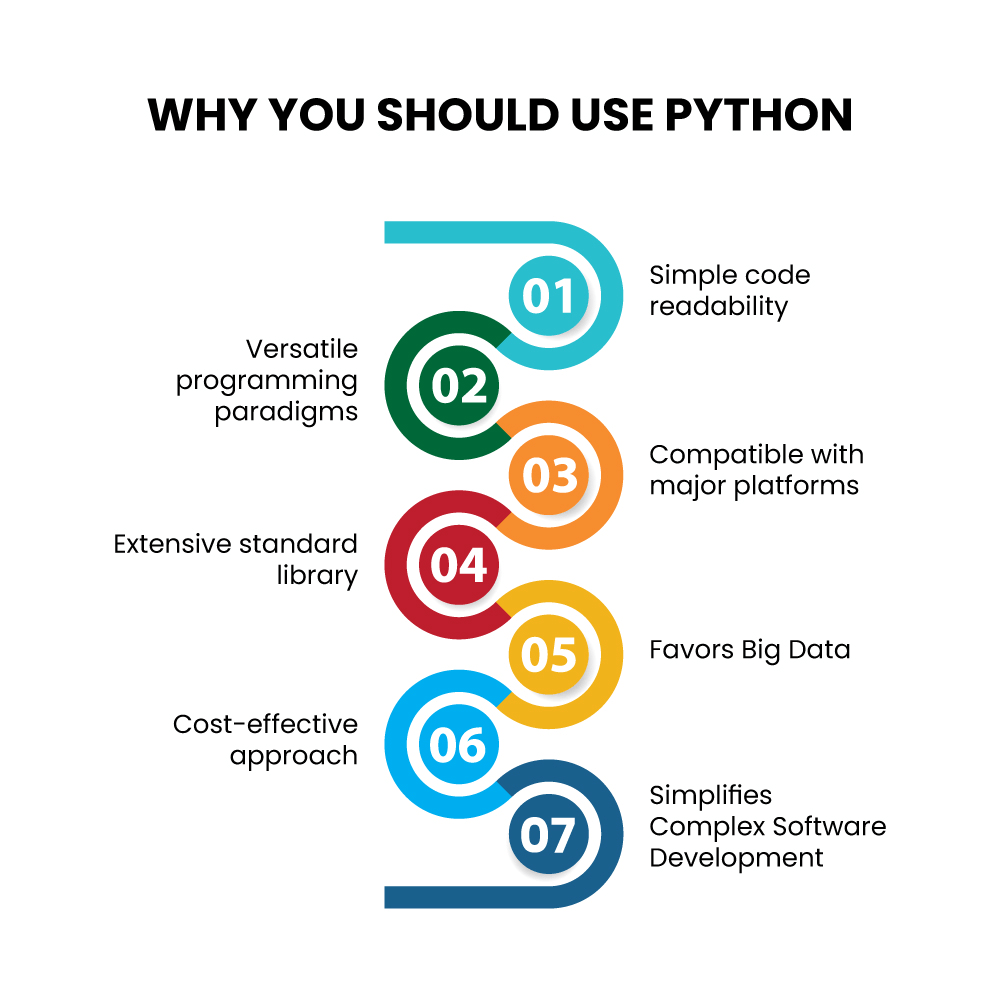 WHY YOU SHOULD USE PYTHON
01
Simple code
readability
Versatile
programming
paradigms
02
03
Compatible with
major platforms
Extensive standard
library
04
05
Favors Big Data
Cost-effective
approach
06
07
Simplifies
Complex Software
Development